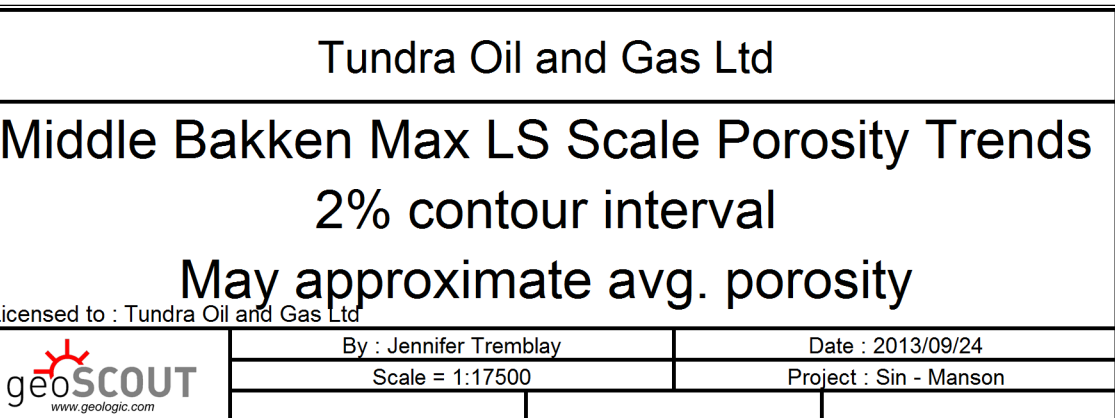 Tundra Oil and Gas Ltd
Middle Bakken Max LS Scale Porosity Trends
2% contour interval
May approximate avg. porosity
icensed to : Tundra Oil and Gas Ltd
By : Jennifer Tremblay
Date : 2013/09/24
geoSCOUT
Scale = 1:17500
Project : Sin - Manson
www.geologic.com